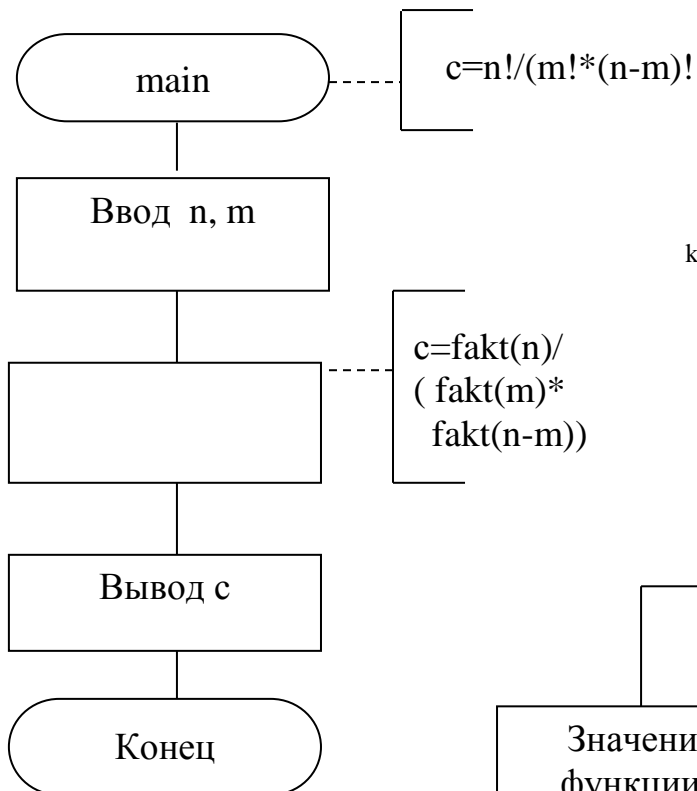 main
c=n!/(m!*(n-m)!
Ввод n, m
k
c=fakt(n)/
( fakt(m)*
fakt(n-m))
Вывод c
Конец
Значени
функции